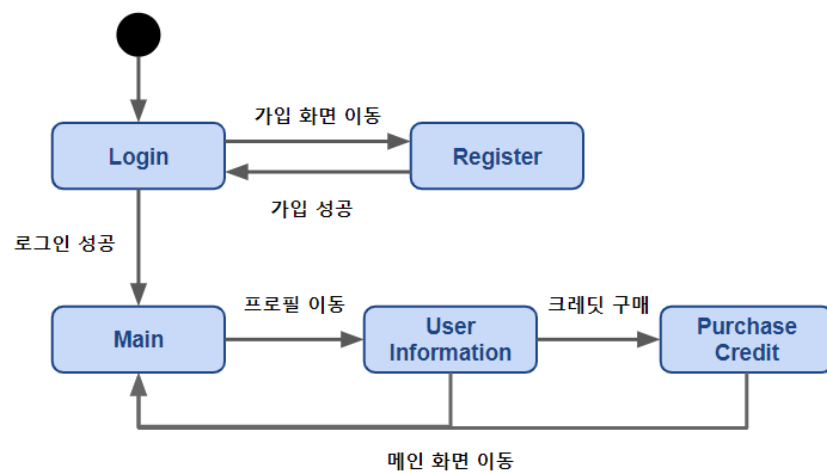 가입 화면 이동
Login
Register
가입 성공
로그인 성공
프로필 이동
크레딧 구매
Main
User
Information
Purchase
Credit
메인 화면 이동